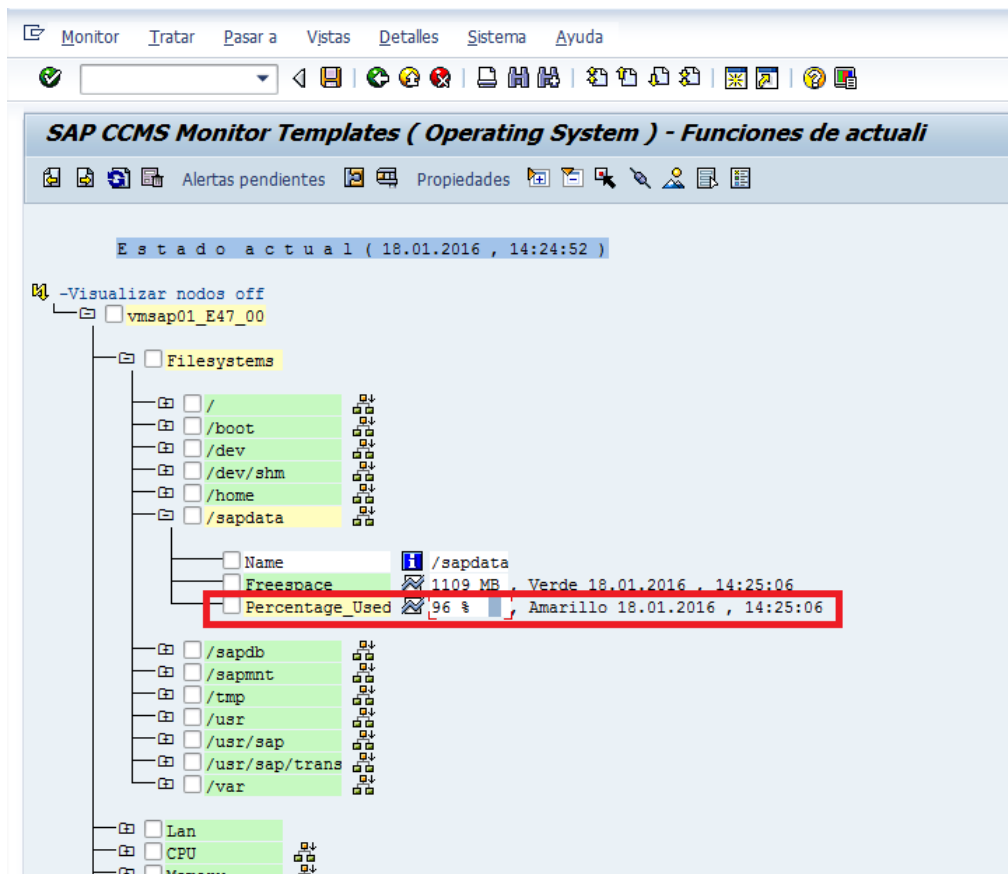 Monitor Tratar Pasar a Vistas Detalles Sistema Ayuda
SAP CCMS Monitor Templates ( Operating System ) - Funciones de actuali
Alertas pendientes Propiedades
E s t a d o a c t u a l ( 18.01.2016 , 14:24:52 )
-Visualizar nodos off
vmsap01_E47_00
Filesystems
/
/boot
/dev
/dev/shm
/home
/sapdata
Name /sapdata
Freespace 1109 MB , Verde 18.01.2016 , 14:25:06
Percentage_Used 96 % , Amarillo 18.01.2016 , 14:25:06
/sapdb
/sapmnt
/tmp
/usr
/usr/sap
/usr/sap/trans
/var
Lan
CPU
Memory